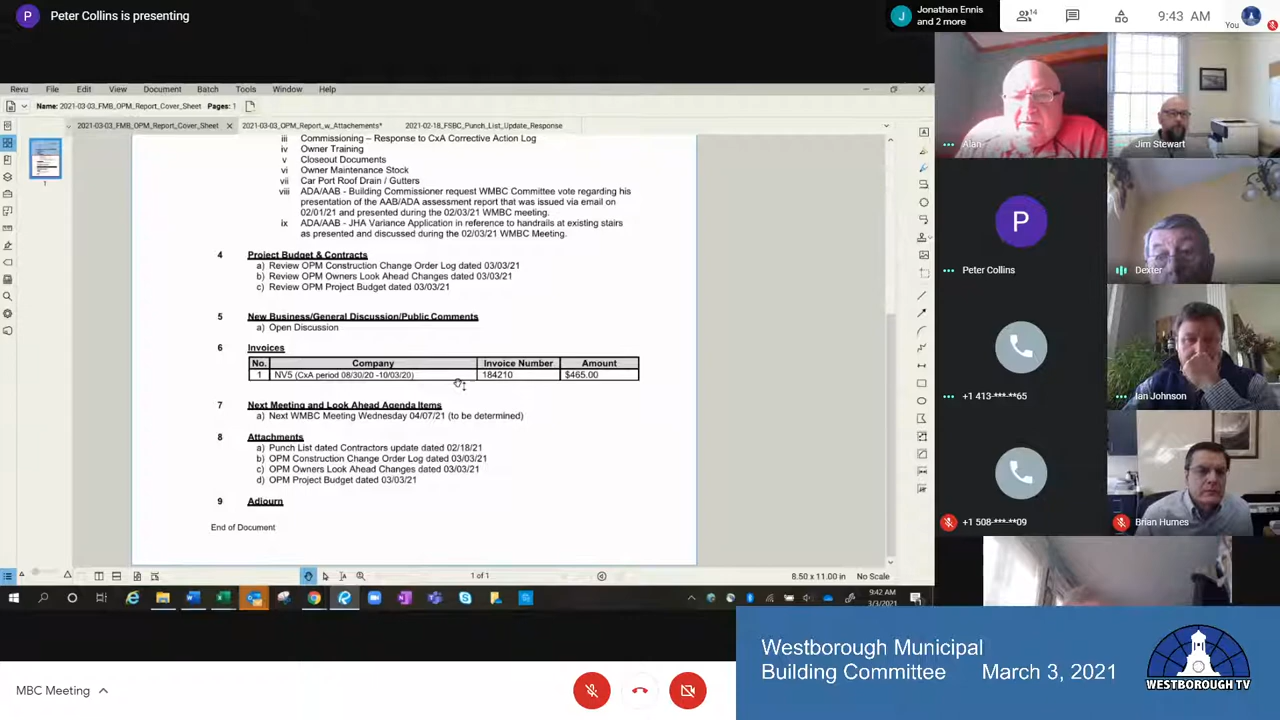 P Peter Collins is presenting
J Jonathan Ennis
and 2 more
14
9:43 AM
You
Revu File Edit View Document Batch Tools Window Help
Name: 2021-03-03_FMB_OPM_Report_Cover_Sheet Pages: 1
2021-03-03_FMB_OPM_Report_Cover_Sheet 2021-03-03_OPM_Report_w_Attachements* 2021-02-18_FSBC_Punch_List_Update_Response
1
iii Commissioning – Response to CxA Corrective Action Log
iv Owner Training
v Closeout Documents
vi Owner Maintenance Stock
vii Car Port Roof Drain / Gutters
viii ADA/AAB - Building Commissioner request WMBC Committee vote regarding his
presentation of the AAB/ADA assessment report that was issued via email on
02/01/21 and presented during the 02/03/21 WMBC meeting.
ix ADA/AAB - JHA Variance Application in reference to handrails at existing stairs
as presented and discussed during the 02/03/21 WMBC Meeting.
4 Project Budget & Contracts
a) Review OPM Construction Change Order Log dated 03/03/21
b) Review OPM Owners Look Ahead Changes dated 03/03/21
c) Review OPM Project Budget dated 03/03/21
5 New Business/General Discussion/Public Comments
a) Open Discussion
6 Invoices
No. Company Invoice Number Amount
1 NV5 (CxA period 08/30/20 -10/03/20) 184210 $465.00
7 Next Meeting and Look Ahead Agenda Items
a) Next WMBC Meeting Wednesday 04/07/21 (to be determined)
8 Attachments
a) Punch List dated Contractors update dated 02/18/21
b) OPM Construction Change Order Log dated 03/03/21
c) OPM Owners Look Ahead Changes dated 03/03/21
d) OPM Project Budget dated 03/03/21
9 Adjourn
End of Document
1 of 1
8.50 x 11.00 in No Scale
9:42 AM
3/3/2021
Alan
Jim Stewart
P
Peter Collins
Dexter
+1 413-***-**65
Ian Johnson
+1 508-***-**09
Brian Humes
MBC Meeting
Westborough Municipal
Building Committee March 3, 2021
WESTBOROUGH TV